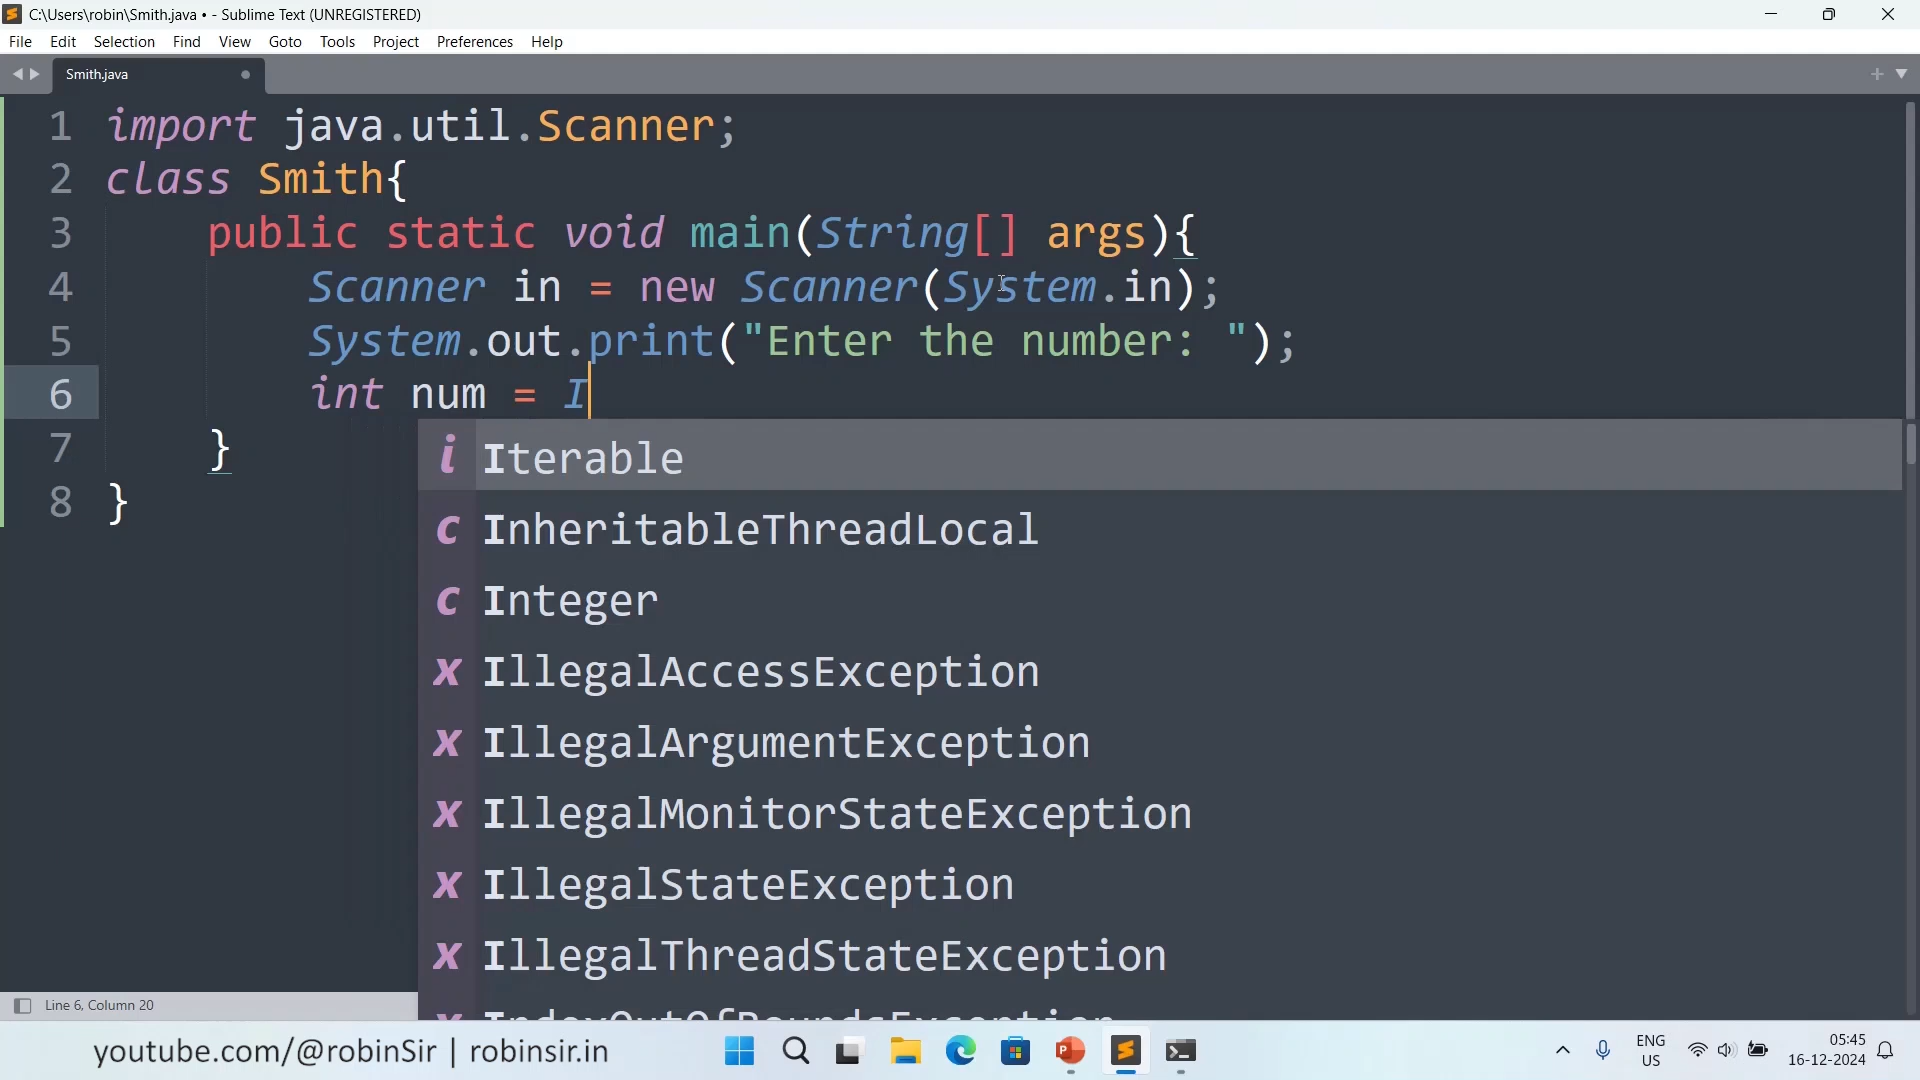 C:\Users\robin\Smith.java • - Sublime Text (UNREGISTERED)
File Edit Selection Find View Goto Tools Project Preferences Help
Smith.java
1 import java.util.Scanner;
2 class Smith{
3 public static void main(String[] args){
4 Scanner in = new Scanner(System.in);
5 System.out.print("Enter the number: ");
6 int num = I
7 }
8 }
i Iterable
c InheritableThreadLocal
c Integer
x IllegalAccessException
x IllegalArgumentException
x IllegalMonitorStateException
x IllegalStateException
x IllegalThreadStateException
x IndexOutOfBoundsException
Line 6, Column 20
youtube.com/@robinSir | robinsir.in
ENG
US
05:45
16-12-2024